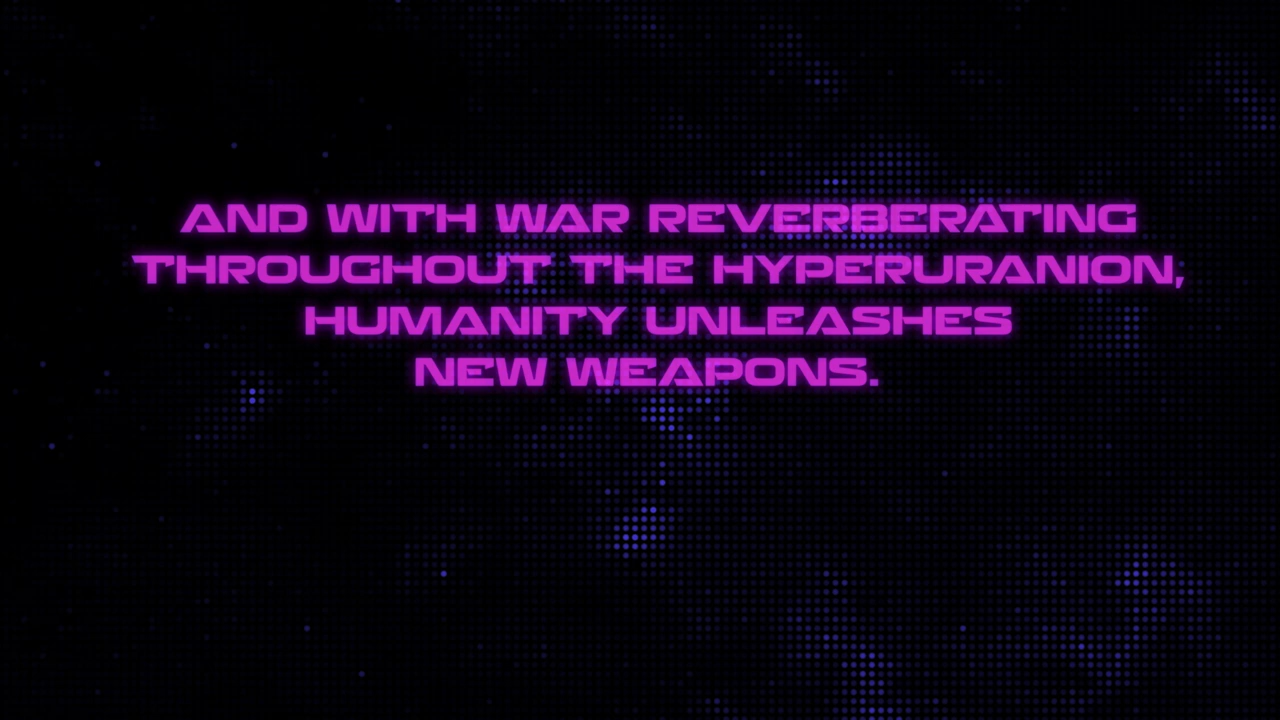 AND WITH WAR REVERBERATING
THROUGHOUT THE HYPERURANION,
HUMANITY UNLEASHES
NEW WEAPONS.